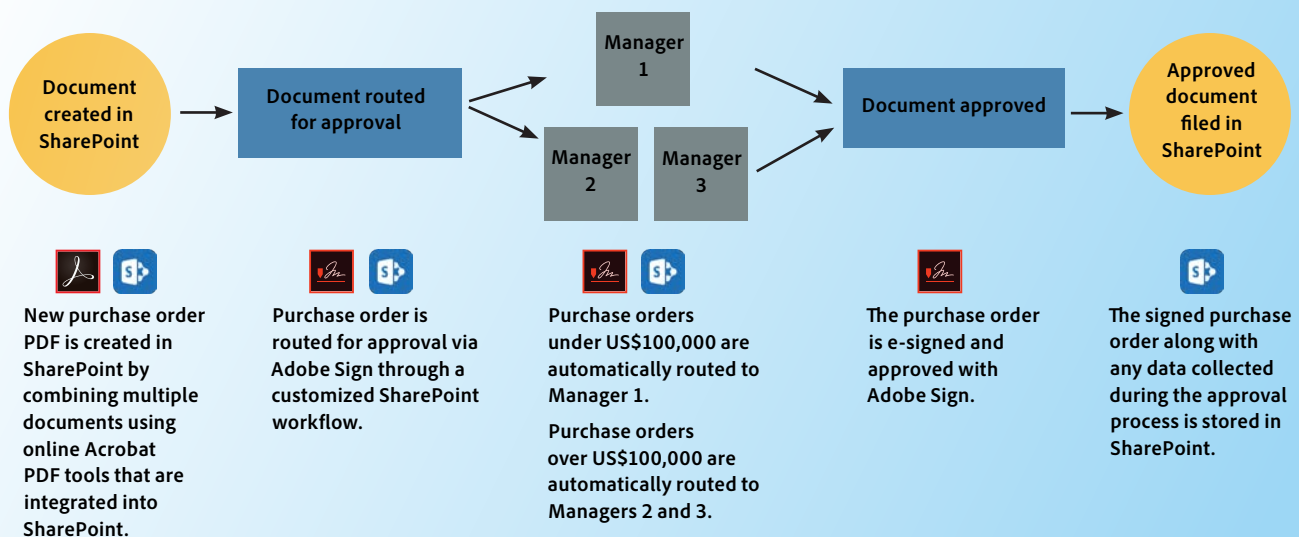 Document
created in
SharePoint
Document routed
for approval
Manager
1
Manager
2
Manager
3
Document approved
Approved
document
filed in
SharePoint
New purchase order
PDF is created in
SharePoint by
combining multiple
documents using
online Acrobat
PDF tools that are
integrated into
SharePoint.
Purchase order is
routed for approval via
Adobe Sign through a
customized SharePoint
workflow.
Purchase orders
under US$100,000 are
automatically routed to
Manager 1.
Purchase orders
over US$100,000 are
automatically routed to
Managers 2 and 3.
The purchase order
is e-signed and
approved with
Adobe Sign.
The signed purchase
order along with
any data collected
during the approval
process is stored in
SharePoint.